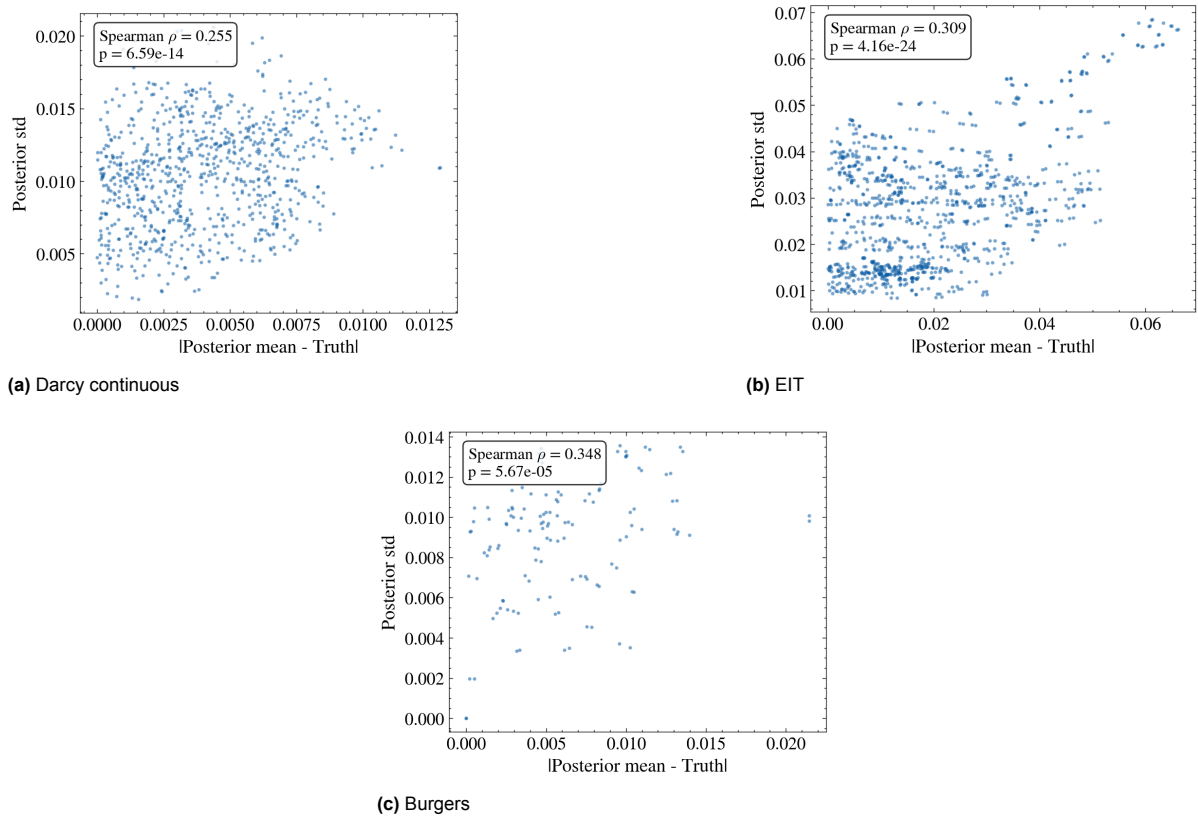 Spearman ρ = 0.255
p = 6.59e-14
Posterior std
0.020
0.015
0.010
0.005
0.0000 0.0025 0.0050 0.0075 0.0100 0.0125
|Posterior mean - Truth|
(a) Darcy continuous
Spearman ρ = 0.309
p = 4.16e-24
Posterior std
0.07
0.06
0.05
0.04
0.03
0.02
0.01
0.00 0.02 0.04 0.06
|Posterior mean - Truth|
(b) EIT
Spearman ρ = 0.348
p = 5.67e-05
Posterior std
0.014
0.012
0.010
0.008
0.006
0.004
0.002
0.000
0.000 0.005 0.010 0.015 0.020
|Posterior mean - Truth|
(c) Burgers